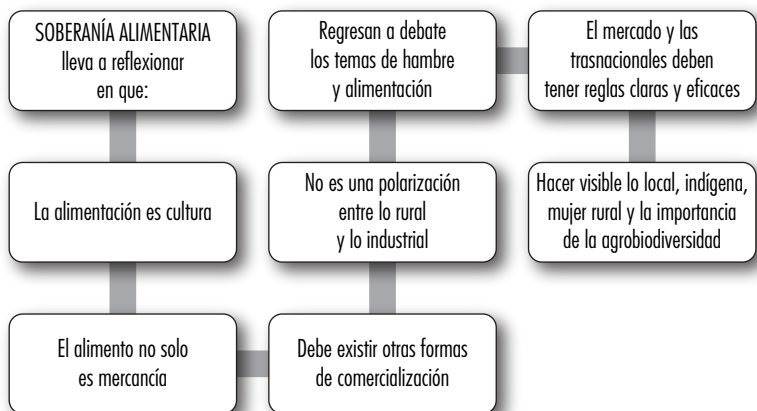 SOBERANÍA ALIMENTARIA
lleva a reflexionar
en que:
La alimentación es cultura
El alimento no solo
es mercancía
Debe existir otras formas
de comercialización
No es una polarización
entre lo rural
y lo industrial
Regresan a debate
los temas de hambre
y alimentación
El mercado y las
trasnacionales deben
tener reglas claras y eficaces
Hacer visible lo local, indígena,
mujer rural y la importancia
de la agrobiodiversidad